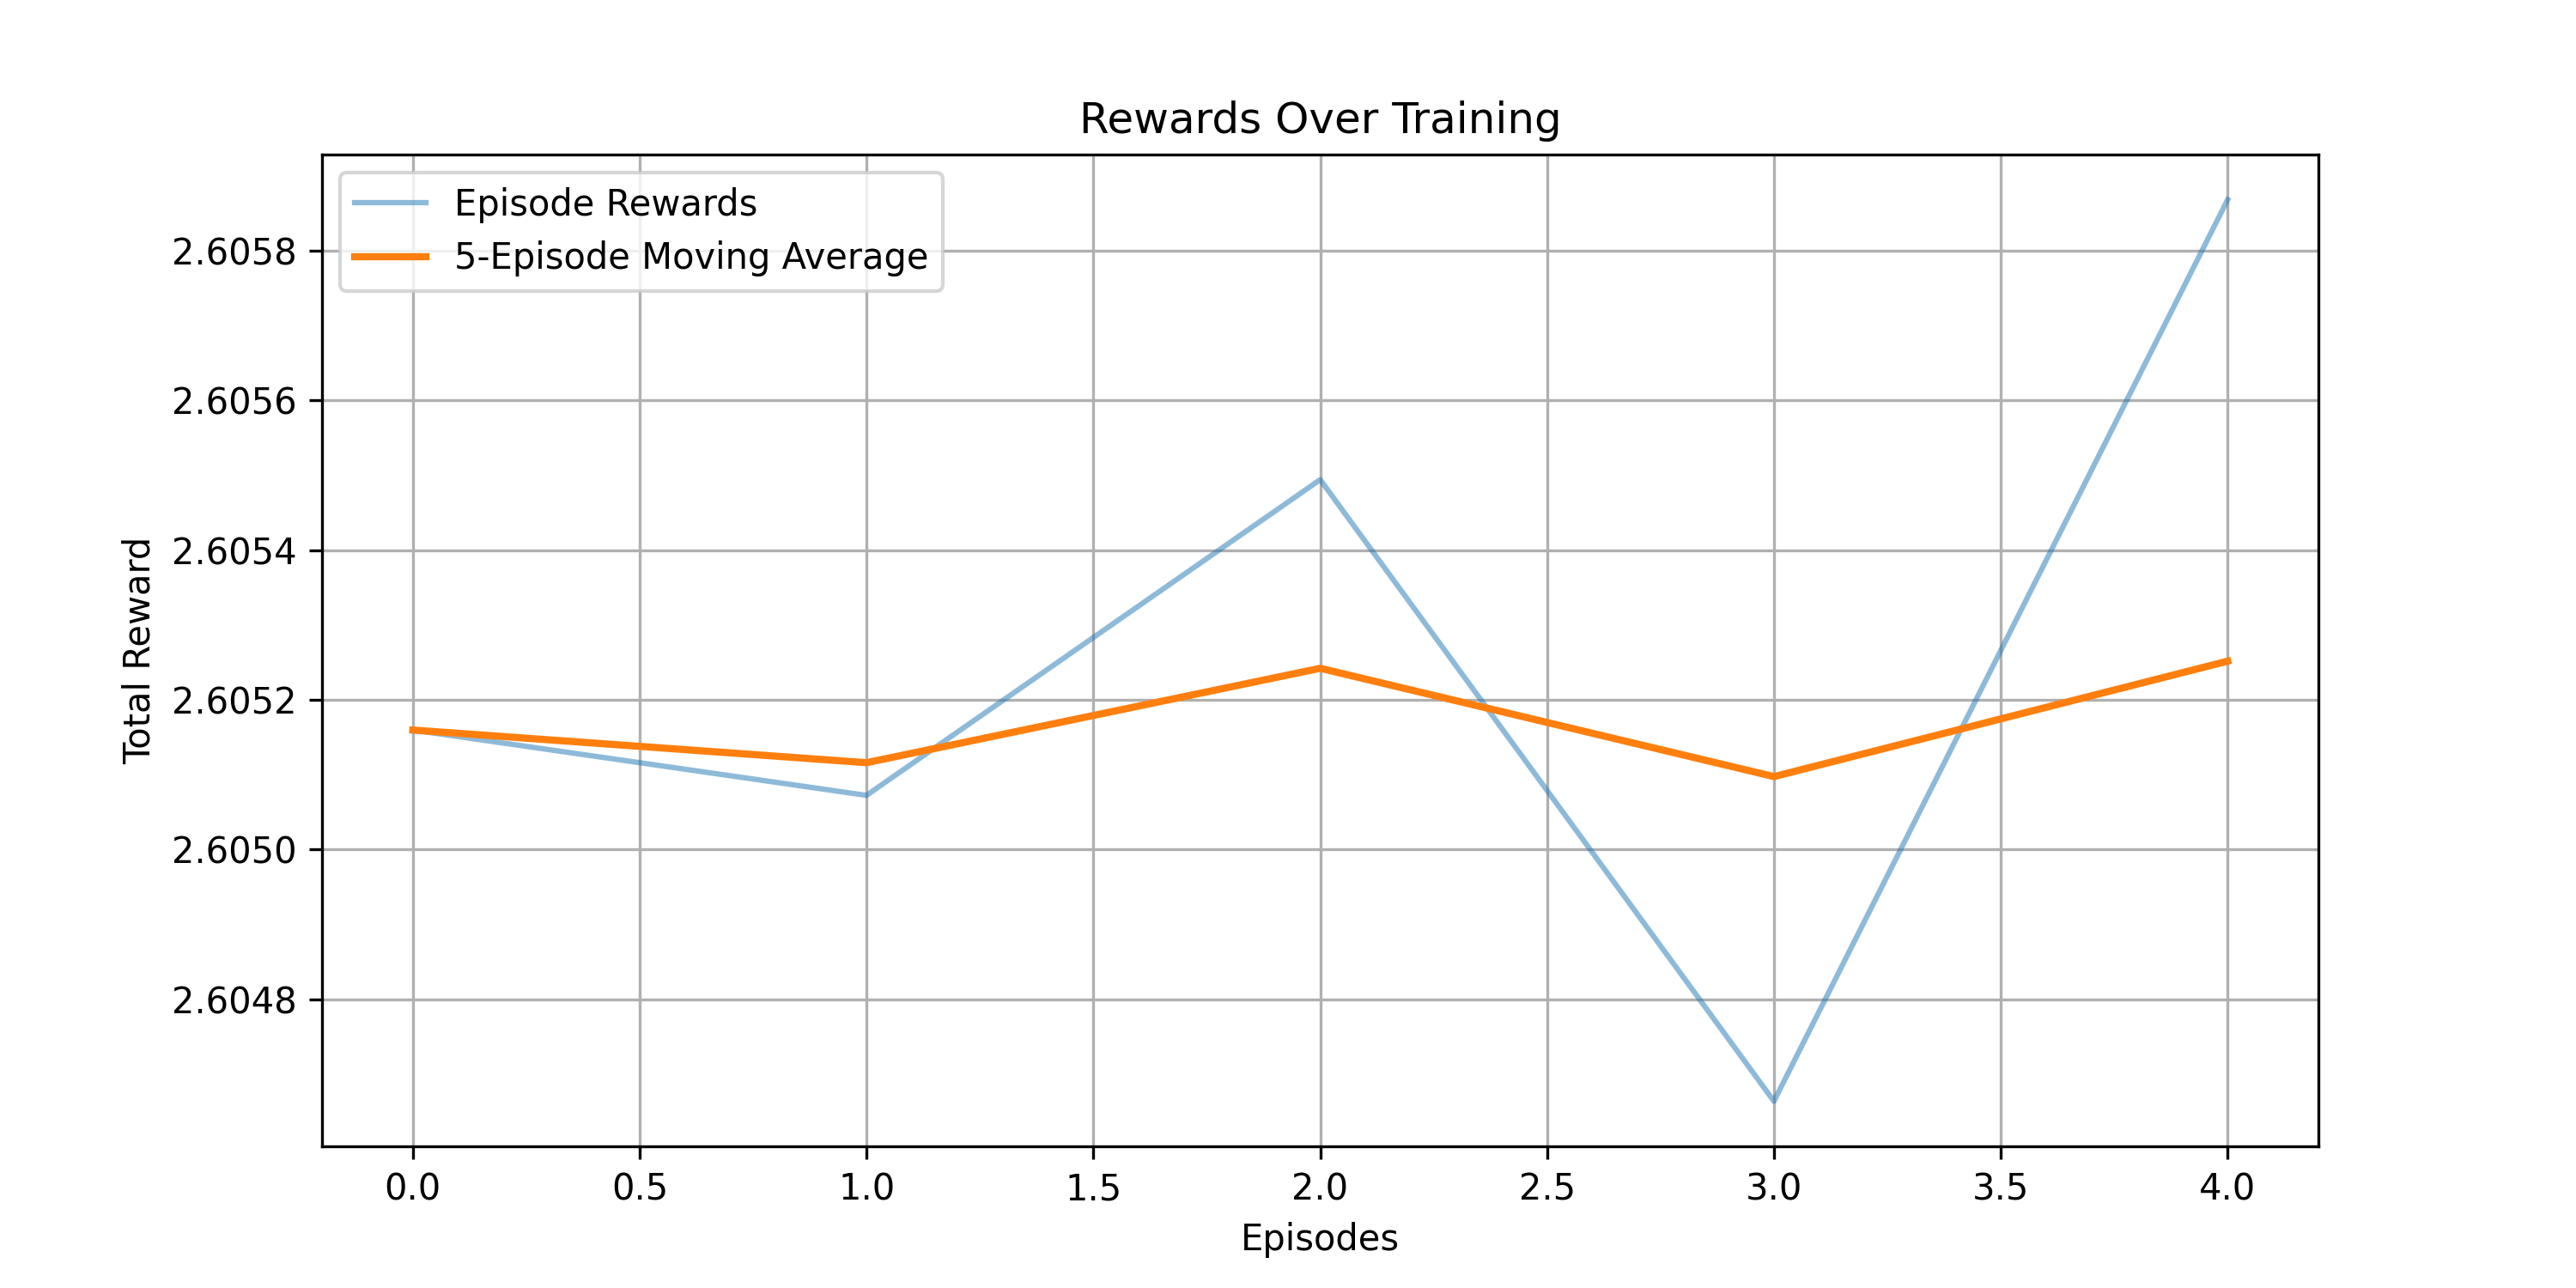 Rewards Over Training
Episode Rewards
5-Episode Moving Average
2.6058
2.6056
2.6054
2.6052
2.6050
2.6048
Total Reward
0.0 0.5 1.0 1.5 2.0 2.5 3.0 3.5 4.0
Episodes